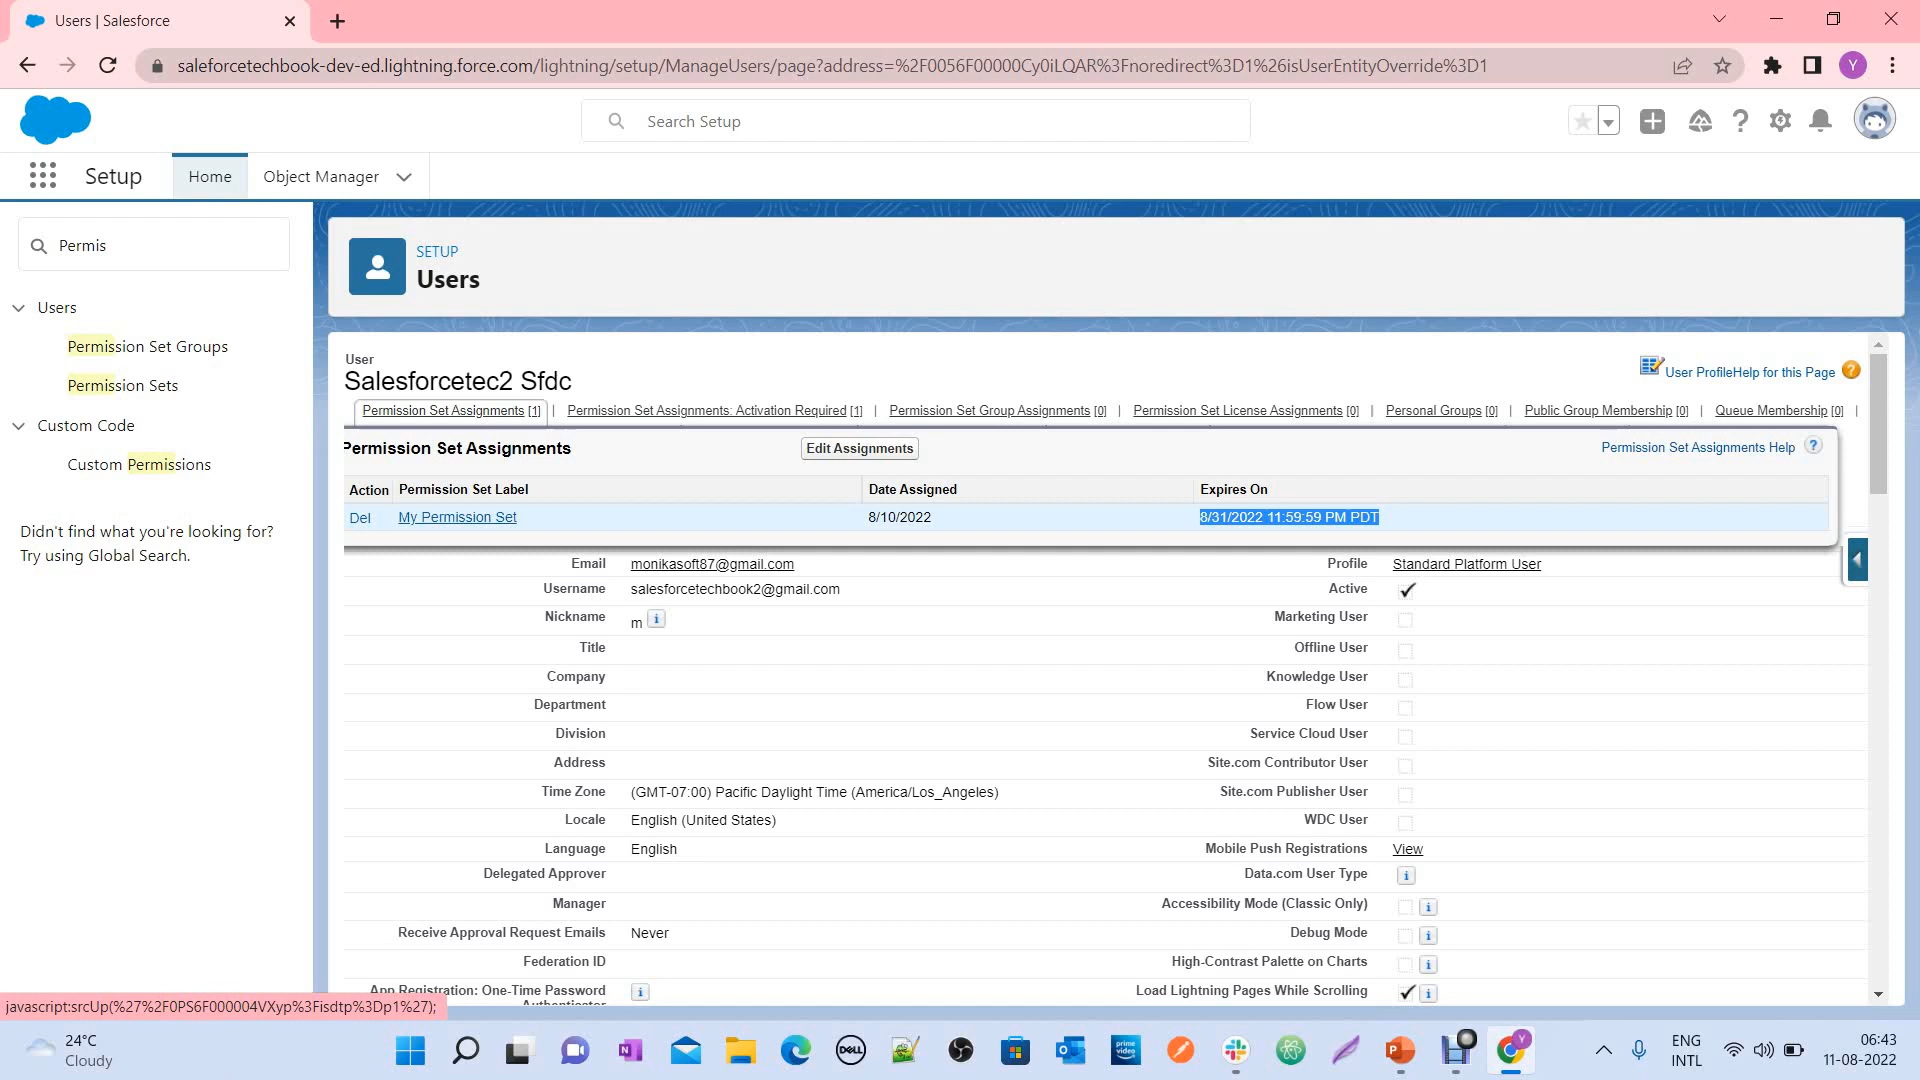 Users | Salesforce
saleforcetechbook-dev-ed.lightning.force.com/lightning/setup/ManageUsers/page?address=%2F0056F00000Cy0iLQAR%3Fnoredirect%3D1%26isUserEntityOverride%3D1
Y
Search Setup
Setup
Home
Object Manager
Permis
Users
Permission Set Groups
Permission Sets
Custom Code
Custom Permissions
Didn't find what you're looking for?
Try using Global Search.
SETUP
Users
User
Salesforcetec2 Sfdc
User Profile Help for this Page
Permission Set Assignments [1] | Permission Set Assignments: Activation Required [1] | Permission Set Group Assignments [0] | Permission Set License Assignments [0] | Personal Groups [0] | Public Group Membership [0] | Queue Membership [0] |
Permission Set Assignments Edit Assignments Permission Set Assignments Help ?
Action Permission Set Label Date Assigned Expires On
Del My Permission Set 8/10/2022 8/31/2022 11:59:59 PM PDT
Email monikasoft87@gmail.com Profile Standard Platform User
Username salesforcetechbook2@gmail.com Active
Nickname m i Marketing User
Title Offline User
Company Knowledge User
Department Flow User
Division Service Cloud User
Address Site.com Contributor User
Time Zone (GMT-07:00) Pacific Daylight Time (America/Los_Angeles) Site.com Publisher User
Locale English (United States) WDC User
Language English Mobile Push Registrations View
Delegated Approver Data.com User Type i
Manager Accessibility Mode (Classic Only) i
Receive Approval Request Emails Never Debug Mode i
Federation ID High-Contrast Palette on Charts i
App Registration: One-Time Password i Load Lightning Pages While Scrolling i
Authenticator
javascript:srcUp(%27%2F0PS6F000004VXyp%3Fisdtp%3Dp1%27);
24°C
Cloudy
DELL
prime video
ENG
INTL
06:43
11-08-2022